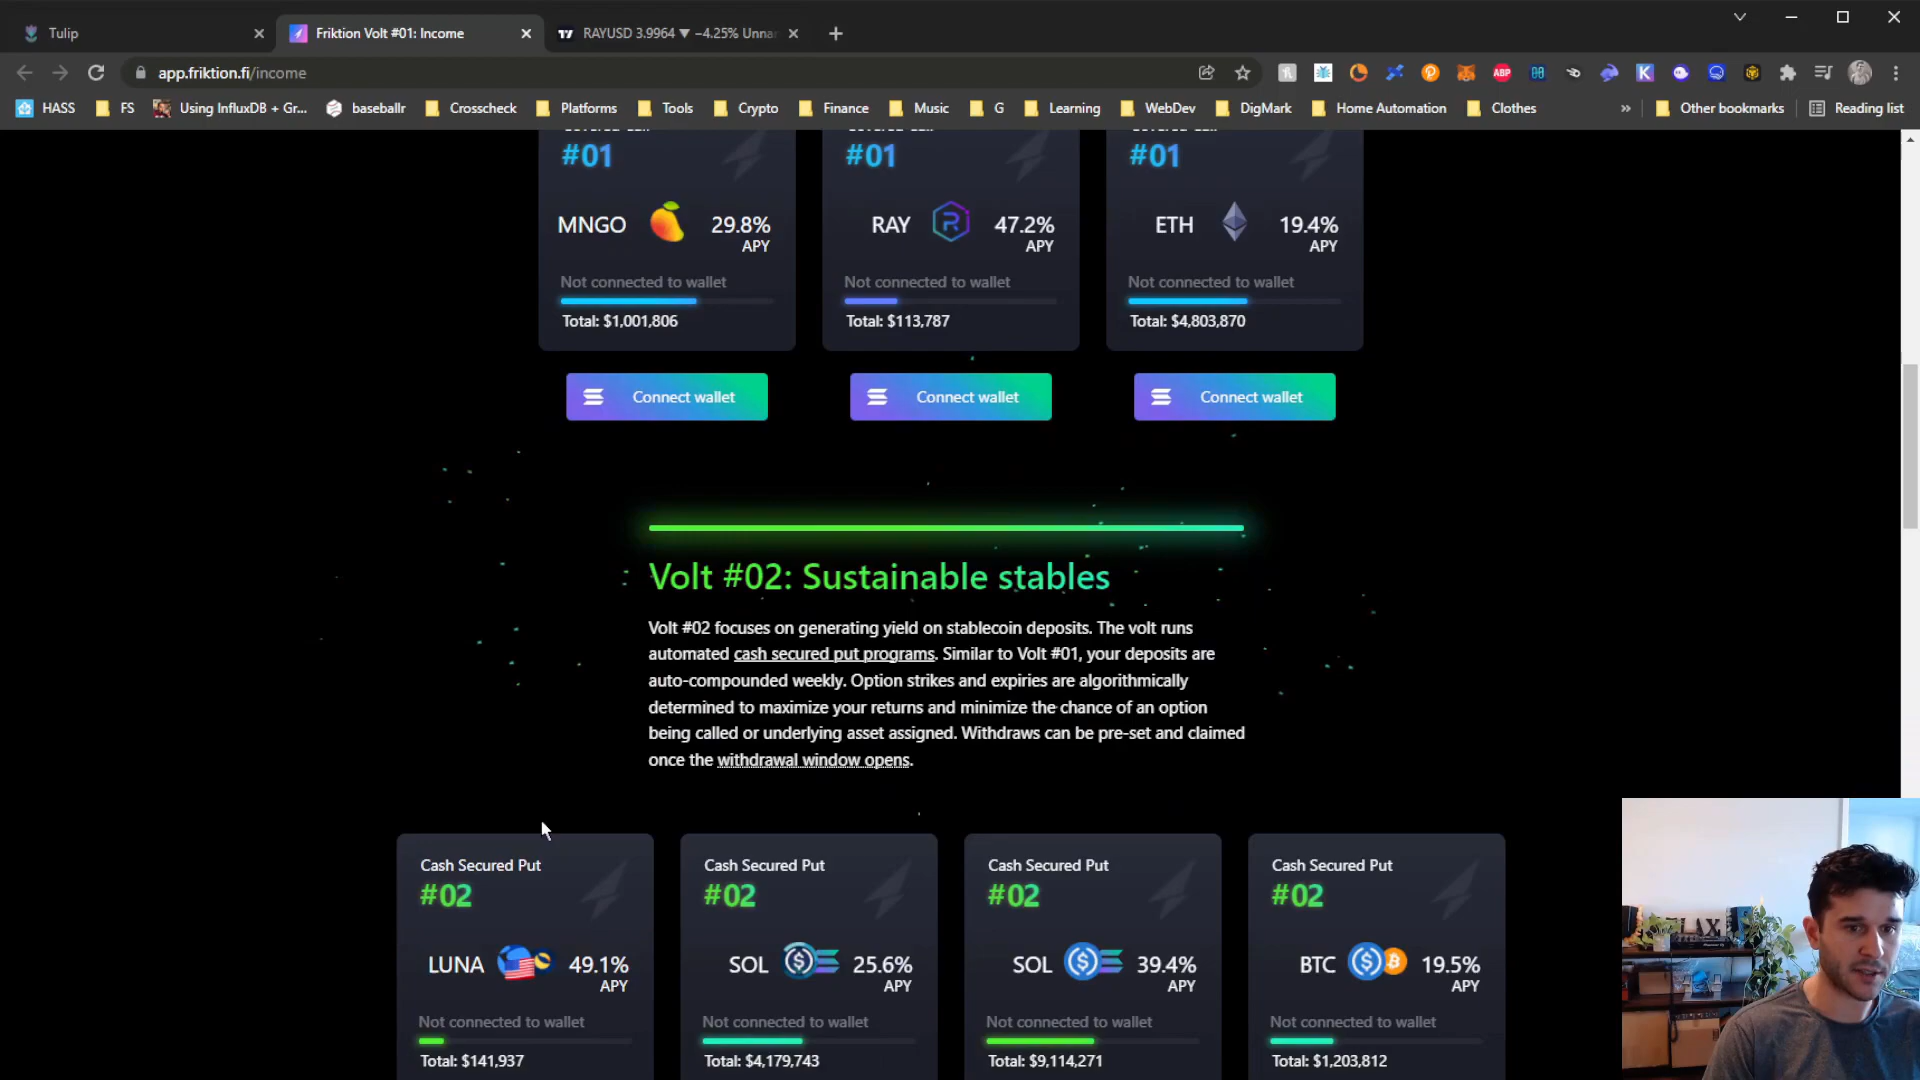 Tulip
Friktion Volt #01: Income
RAYUSD 3.9964 ▼ −4.25% Unna
app.friktion.fi/income
HASS
FS
Using InfluxDB + Gr...
baseballr
Crosscheck
Platforms
Tools
Crypto
Finance
Music
G
Learning
WebDev
DigMark
Home Automation
Clothes
»
Other bookmarks
Reading list
#01
MNGO
29.8%
APY
Not connected to wallet
Total: $1,001,806
Connect wallet
#01
RAY
47.2%
APY
Not connected to wallet
Total: $113,787
Connect wallet
#01
ETH
19.4%
APY
Not connected to wallet
Total: $4,803,870
Connect wallet
Volt #02: Sustainable stables
Volt #02 focuses on generating yield on stablecoin deposits. The volt runs
automated cash secured put programs. Similar to Volt #01, your deposits are
auto-compounded weekly. Option strikes and expiries are algorithmically
determined to maximize your returns and minimize the chance of an option
being called or underlying asset assigned. Withdraws can be pre-set and claimed
once the withdrawal window opens.
Cash Secured Put
#02
LUNA
49.1%
APY
Not connected to wallet
Total: $141,937
Cash Secured Put
#02
SOL
25.6%
APY
Not connected to wallet
Total: $4,179,743
Cash Secured Put
#02
SOL
39.4%
APY
Not connected to wallet
Total: $9,114,271
Cash Secured Put
#02
BTC
19.5%
APY
Not connected to wallet
Total: $1,203,812